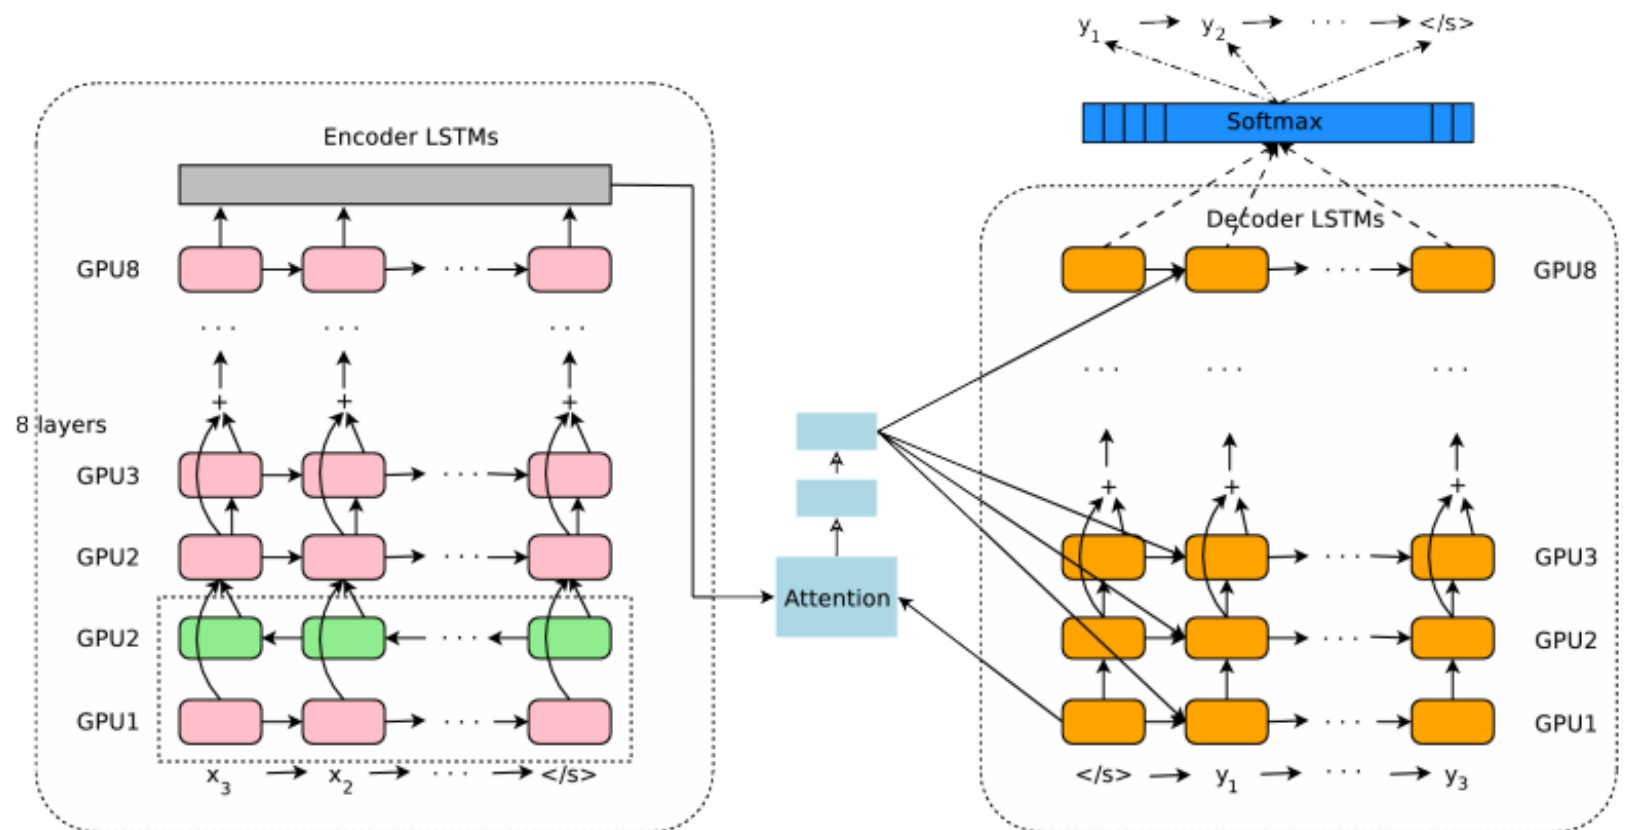 y1 y2 ... </s>
Softmax
Encoder LSTMs
Decoder LSTMs
GPU8
GPU8
8 layers
GPU3
GPU2
GPU2
GPU1
x3 x2 ... </s>
Attention
GPU3
GPU2
GPU1
</s> y1 ... y3